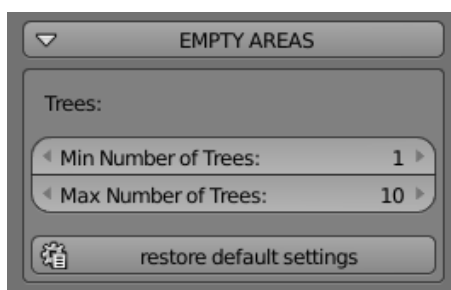 EMPTY AREAS
Trees:
Min Number of Trees: 1
Max Number of Trees: 10
restore default settings